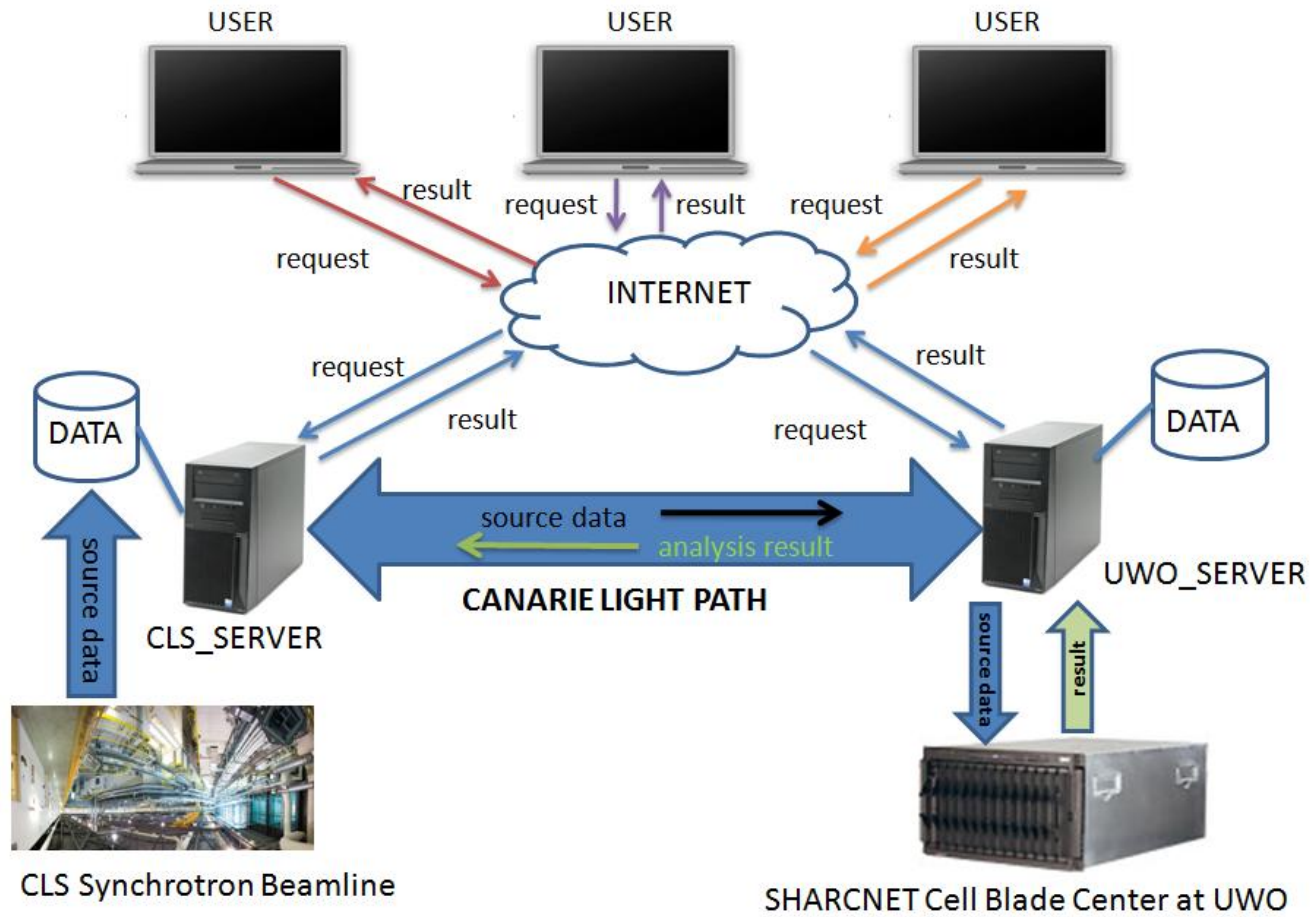 USER
USER
USER
result
request
request
result
request
result
INTERNET
request
result
result
request
DATA
DATA
source data
analysis result
CANARIE LIGHT PATH
CLS_SERVER
UWO_SERVER
source data
source data
result
CLS Synchrotron Beamline
SHARCNET Cell Blade Center at UWO